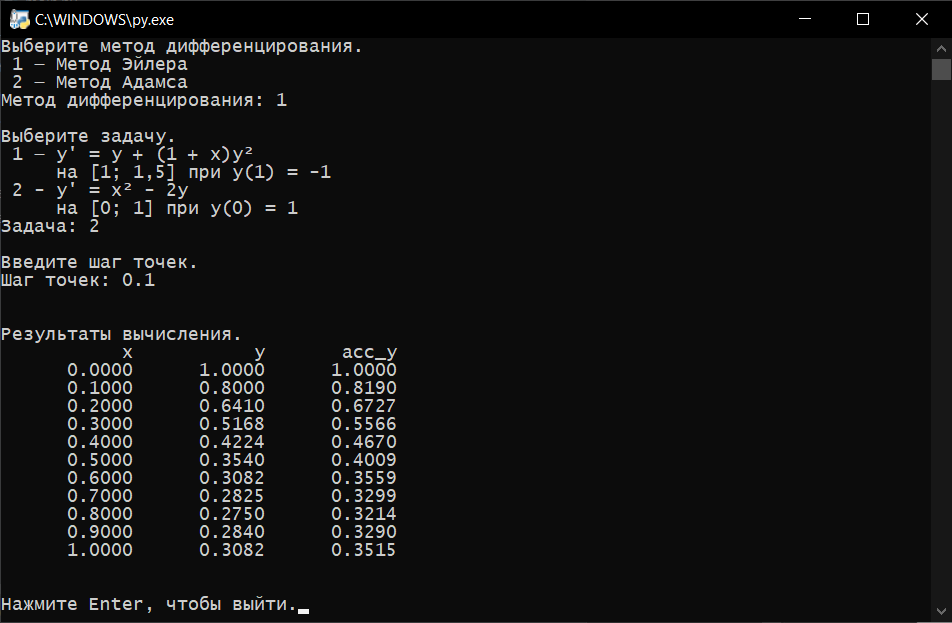 C:\WINDOWS\py.exe
Выберите метод дифференцирования.
1 — Метод Эйлера
2 — Метод Адамса
Метод дифференцирования: 1
Выберите задачу.
1 — y' = y + (1 + x)y²
на [1; 1,5] при y(1) = -1
2 - y' = x² - 2y
на [0; 1] при y(0) = 1
Задача: 2
Введите шаг точек.
Шаг точек: 0.1
Результаты вычисления.
x y acc_y
0.0000 1.0000 1.0000
0.1000 0.8000 0.8190
0.2000 0.6410 0.6727
0.3000 0.5168 0.5566
0.4000 0.4224 0.4670
0.5000 0.3540 0.4009
0.6000 0.3082 0.3559
0.7000 0.2825 0.3299
0.8000 0.2750 0.3214
0.9000 0.2840 0.3290
1.0000 0.3082 0.3515
Нажмите Enter, чтобы выйти.